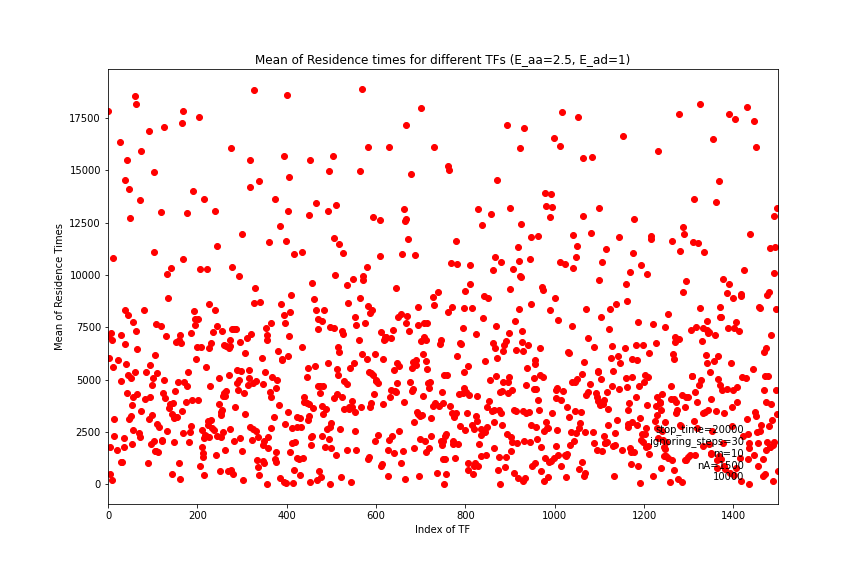 Mean of Residence times for different TFs (E_aa=2.5, E_ad=1)
Mean of Residence Times
17500
15000
12500
10000
7500
5000
2500
0
stop_time=20000
ignoring_steps=30
m=10
nA=1500
10000
0
200
400
600
800
1000
1200
1400
Index of TF